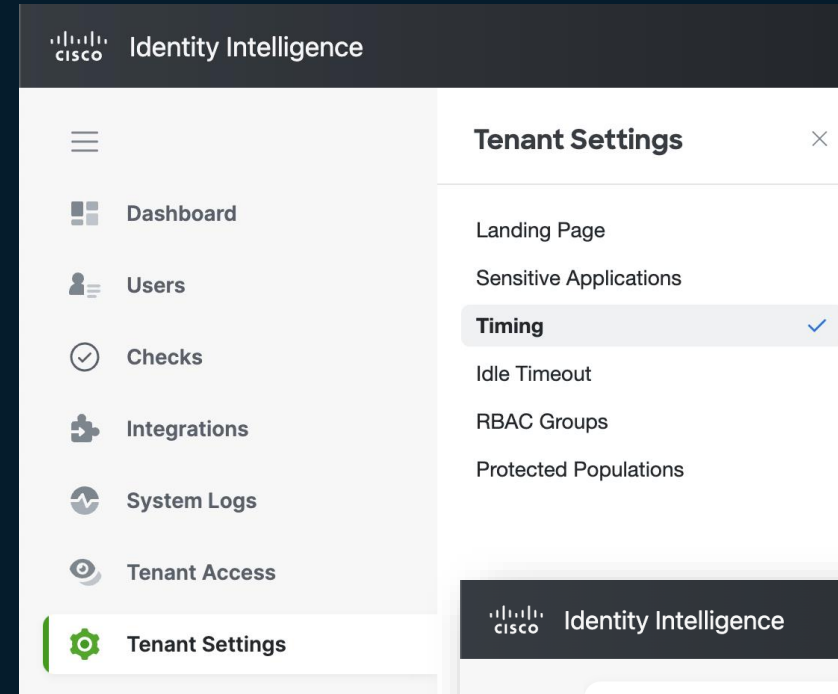 CISCO Identity Intelligence
Dashboard
Users
Checks
Integrations
System Logs
Tenant Access
Tenant Settings
Tenant Settings
Landing Page
Sensitive Applications
Timing
Idle Timeout
RBAC Groups
Protected Populations
CISCO Identity Intelligence